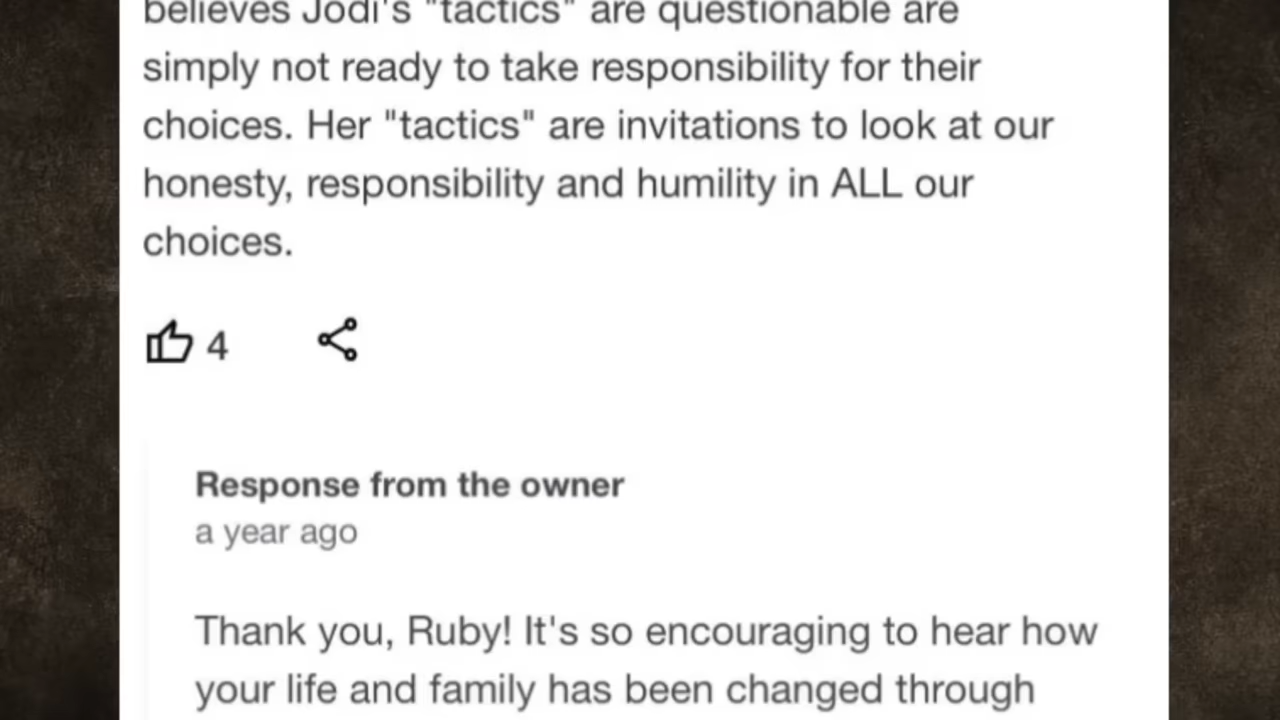 believes Jodi's "tactics" are questionable are
simply not ready to take responsibility for their
choices. Her "tactics" are invitations to look at our
honesty, responsibility and humility in ALL our
choices.
4
Response from the owner
a year ago
Thank you, Ruby! It's so encouraging to hear how
your life and family has been changed through